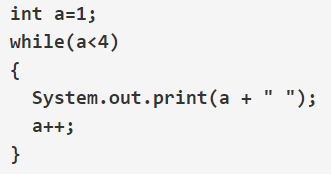 int a=1;
while(a<4)
{
  System.out.print(a + " ");
  a++;
}